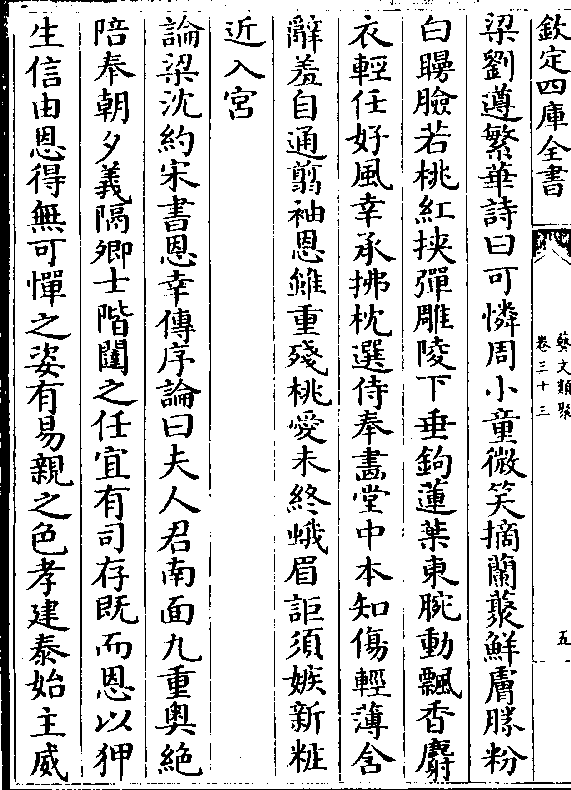 欽定四庫全書
藝文類聚
卷三十三
五
梁劉遵繁華詩曰可憐周小童微笑摘蘭藂鮮膚勝粉
白𦢊臉若桃紅挾彈雕陵下垂鉤蓮葉東腕動飄香麝
衣輕任好風幸承拂枕選侍奉畫堂中本知傷輕薄含
辭羞自通翦袖恩雖重殘桃愛未終蛾眉詎須嫉新粧
近入宮
論梁沈約宋書恩幸傳序論曰夫人君南面九重奥絶
陪奉朝夕義隔卿士階闥之任宜有司存既而恩以狎
生信由恩得無可憚之姿有易親之色孝建泰始主威